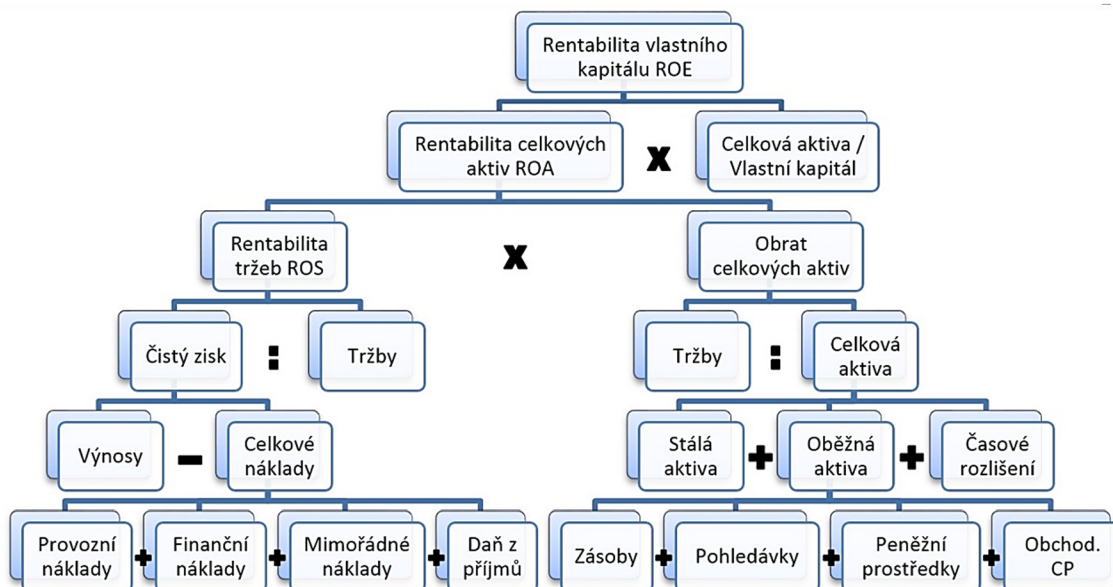 Rentabilita vlastního
kapitálu ROE
Rentabilita celkových
aktiv ROA
x
Celková aktiva /
Vlastní kapitál
Rentabilita
tržeb ROS
x
Obrat
celkových aktiv
Čistý zisk
:
Tržby
Tržby
:
Celková
aktiva
Výnosy
–
Celkové
náklady
Stálá
aktiva
+
Oběžná
aktiva
+
Časové
rozlišení
Provozní
náklady
+
Finanční
náklady
+
Mimořádné
náklady
+
Daň z
příjmů
Zásoby
+
Pohledávky
+
Peněžní
prostředky
+
Obchod.
CP